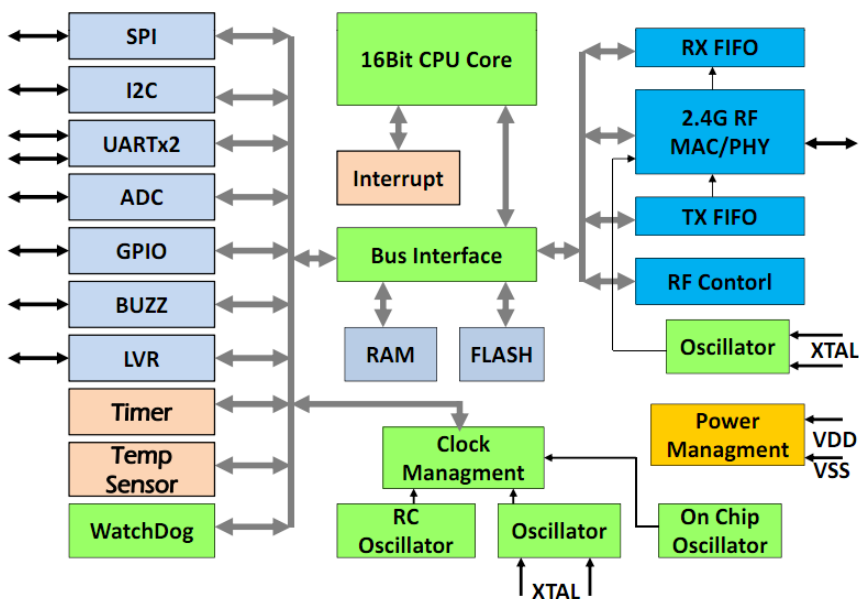 SPI
I2C
UARTx2
ADC
GPIO
BUZZ
LVR
Timer
Temp
Sensor
WatchDog
16Bit CPU Core
Interrupt
Bus Interface
RAM
FLASH
Clock
Managment
RC
Oscillator
Oscillator
XTAL
On Chip
Oscillator
RX FIFO
2.4G RF
MAC/PHY
TX FIFO
RF Contorl
Oscillator
XTAL
Power
Managment
VDD
VSS